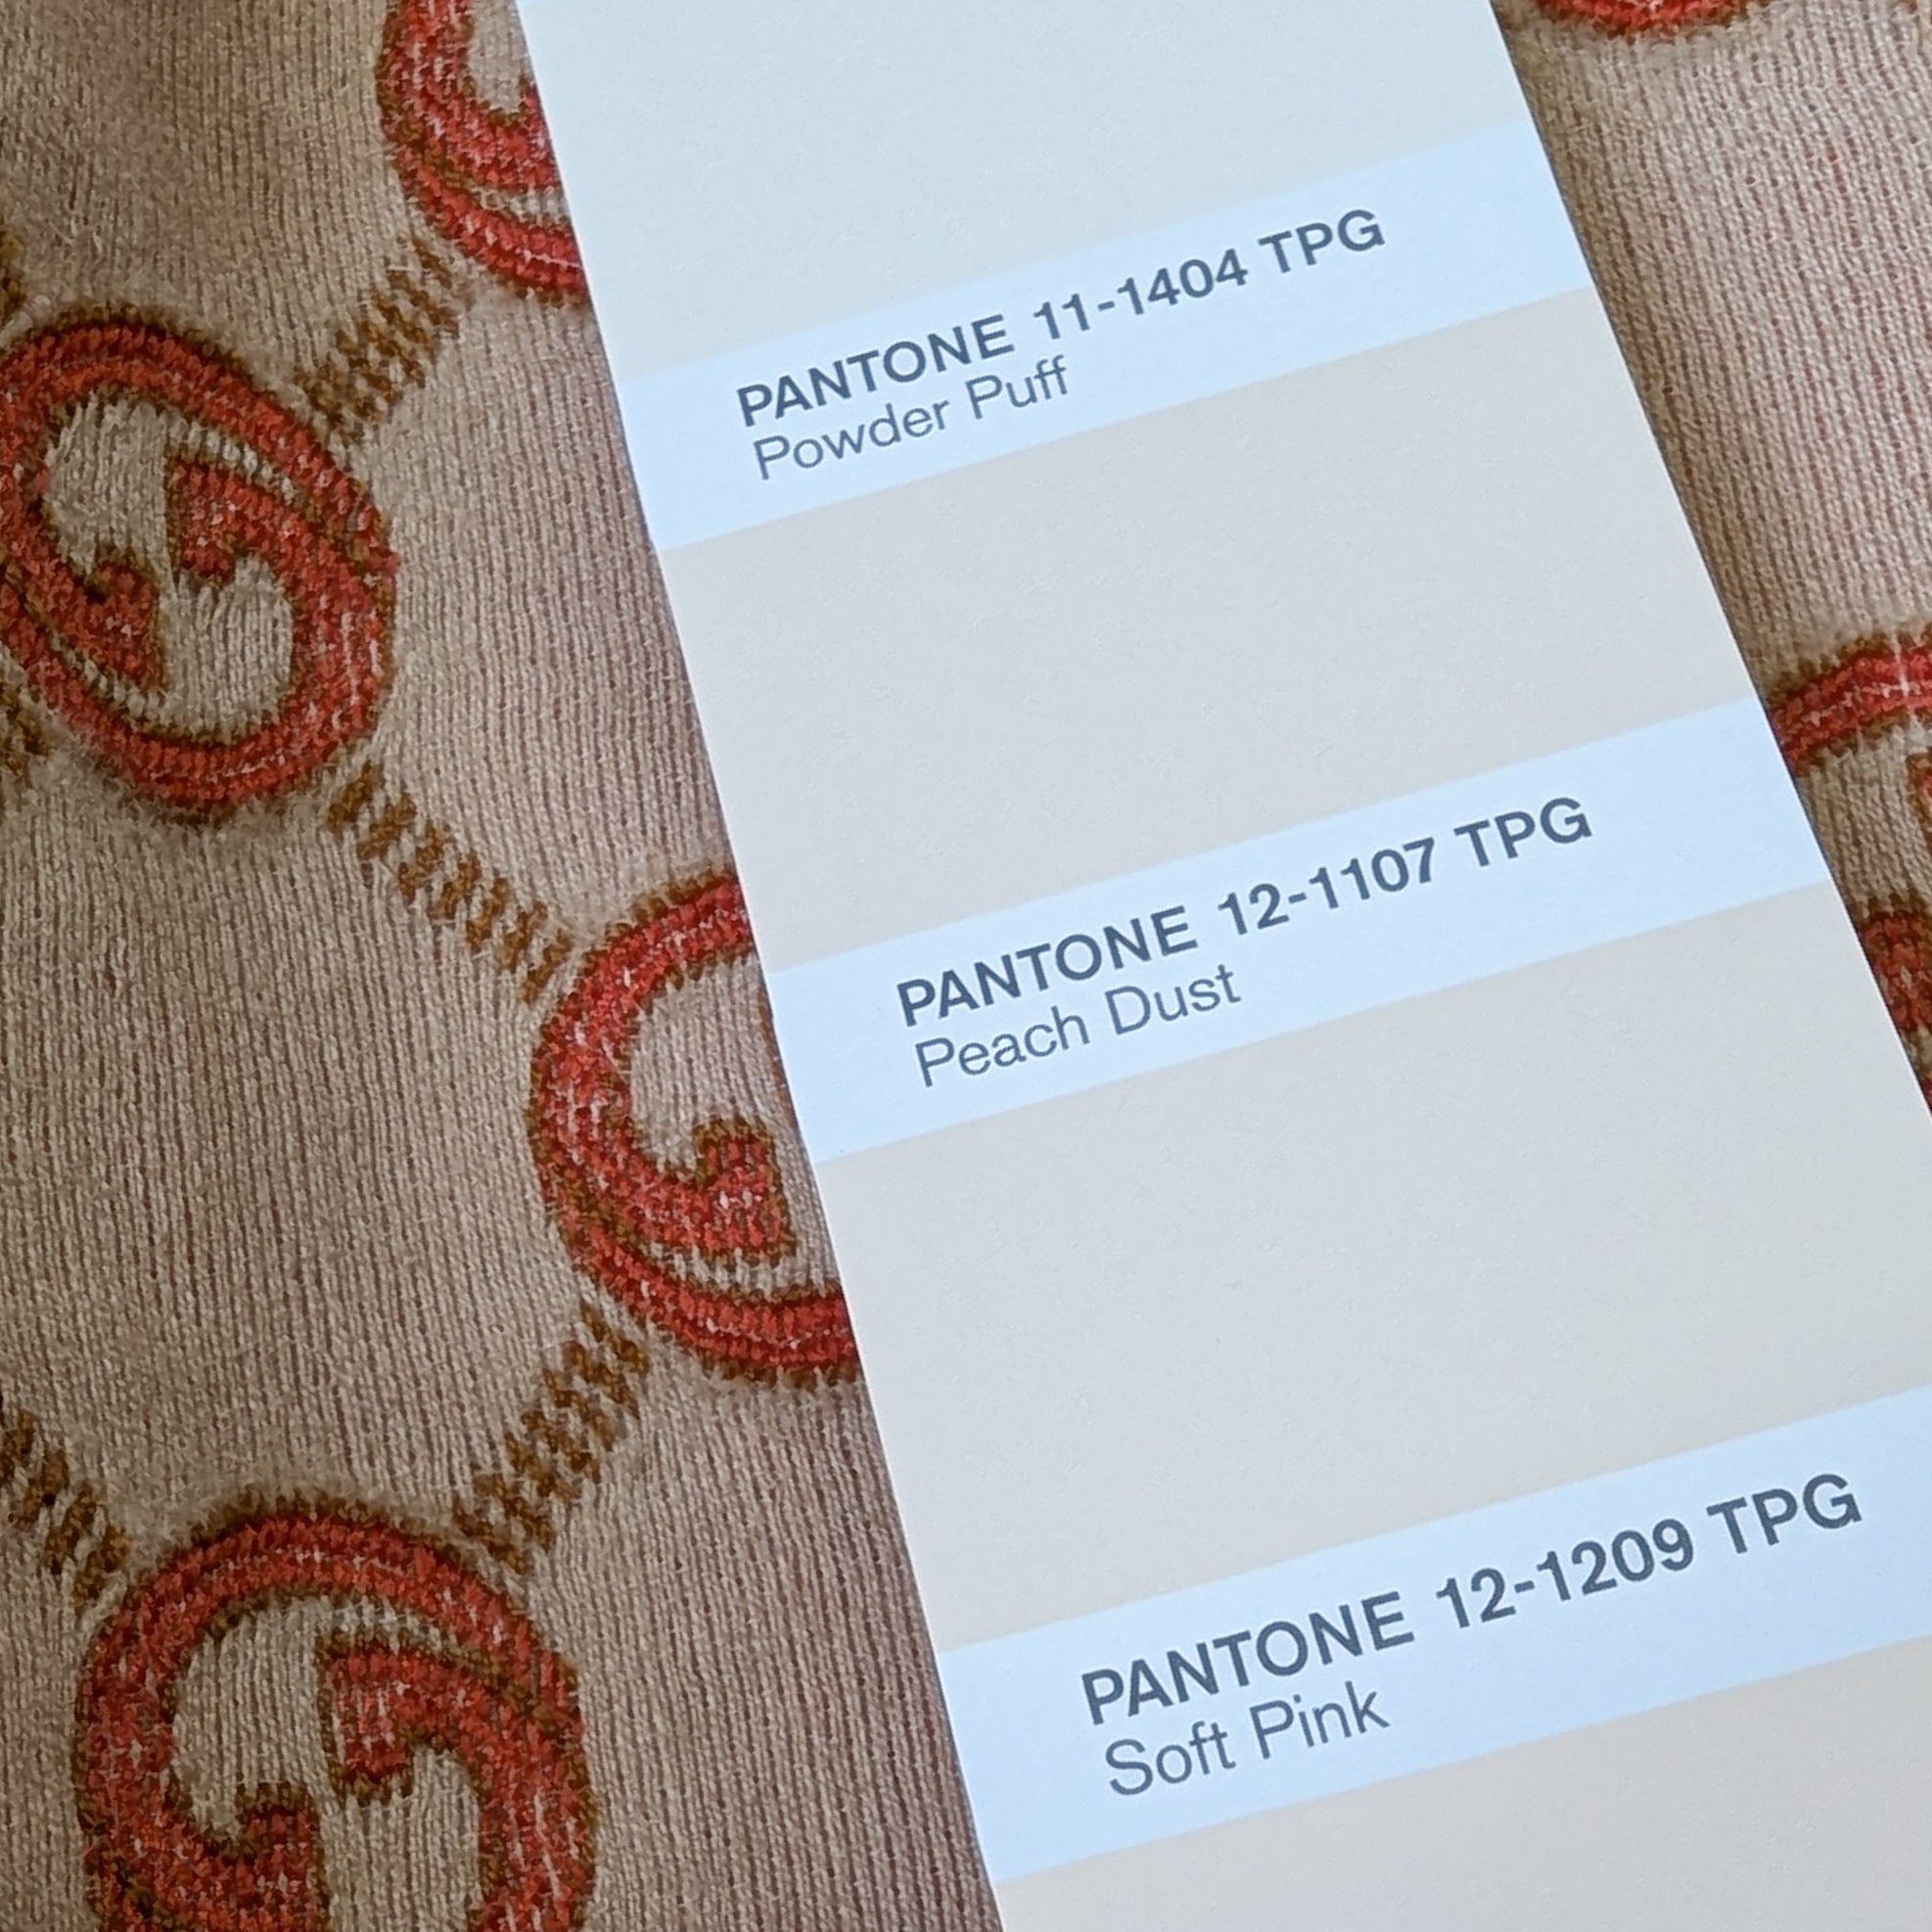 PANTONE 11-1404 TPG
Powder Puff
PANTONE 12-1107 TPG
Peach Dust
PANTONE 12-1209 TPG
Soft Pink